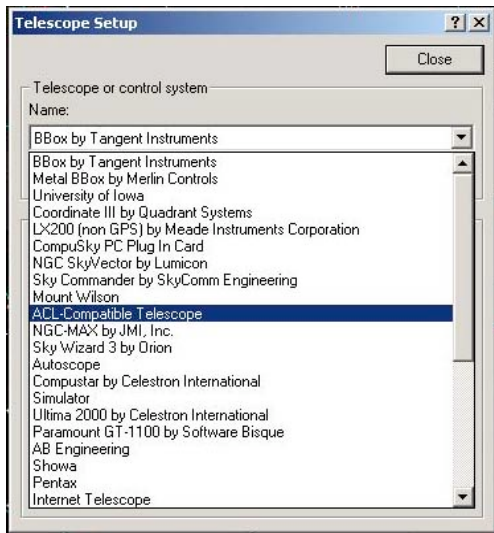 Telescope Setup
Close
Telescope or control system
Name:
BBox by Tangent Instruments
BBox by Tangent Instruments
Metal BBox by Merlin Controls
University of Iowa
Coordinate III by Quadrant Systems
LX200 (non GPS) by Meade Instruments Corporation
CompuSky PC Plug In Card
NGC SkyVector by Lumicon
Sky Commander by SkyComm Engineering
Mount Wilson
ACL-Compatible Telescope
NGC-MAX by JMI, Inc.
Sky Wizard 3 by Orion
Autoscope
Compustar by Celestron International
Simulator
Ultima 2000 by Celestron International
Paramount GT-1100 by Software Bisque
AB Engineering
Showa
Pentax
Internet Telescope